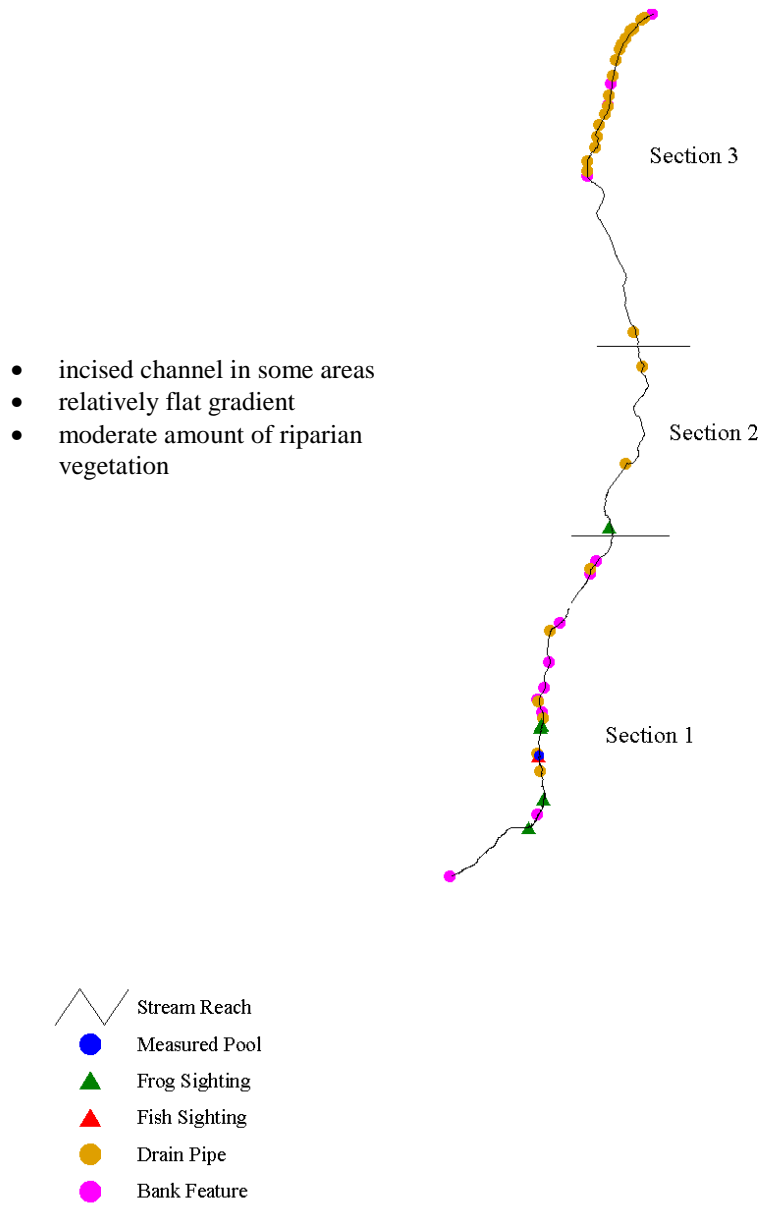 Section 3
• incised channel in some areas
• relatively flat gradient
• moderate amount of riparian
vegetation
Section 2
Section 1
Stream Reach
Measured Pool
Frog Sighting
Fish Sighting
Drain Pipe
Bank Feature